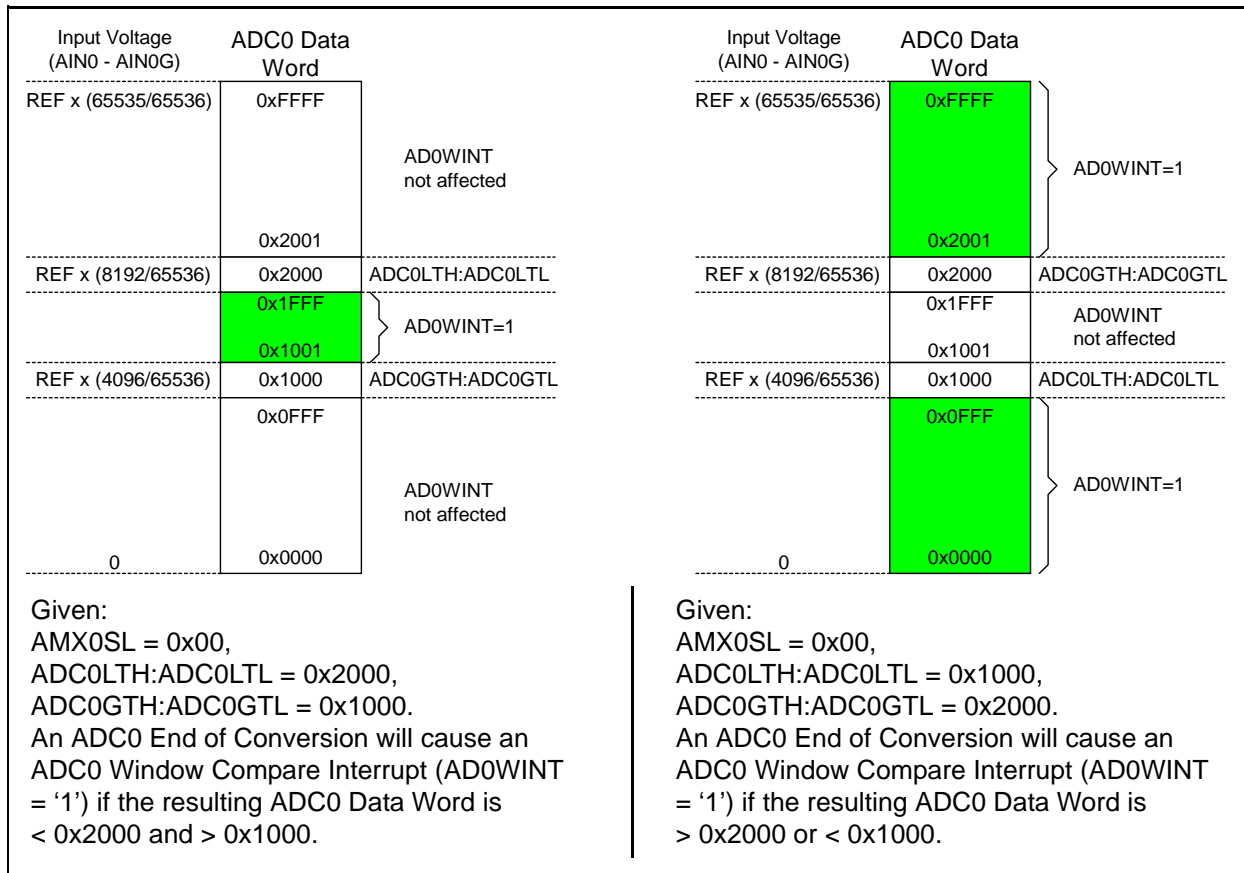 Input Voltage
(AIN0 - AIN0G)
ADC0 Data
Word
REF x (65535/65536)
0xFFFF
AD0WINT
not affected
0x2001
REF x (8192/65536)
0x2000
ADC0LTH:ADC0LTL
0x1FFF
AD0WINT=1
0x1001
REF x (4096/65536)
0x1000
ADC0GTH:ADC0GTL
0x0FFF
AD0WINT
not affected
0
0x0000
Given:
AMX0SL = 0x00,
ADC0LTH:ADC0LTL = 0x2000,
ADC0GTH:ADC0GTL = 0x1000.
An ADC0 End of Conversion will cause an
ADC0 Window Compare Interrupt (AD0WINT
= ‘1’) if the resulting ADC0 Data Word is
< 0x2000 and > 0x1000.
Input Voltage
(AIN0 - AIN0G)
ADC0 Data
Word
REF x (65535/65536)
0xFFFF
AD0WINT=1
0x2001
REF x (8192/65536)
0x2000
ADC0GTH:ADC0GTL
0x1FFF
AD0WINT
not affected
0x1001
REF x (4096/65536)
0x1000
ADC0LTH:ADC0LTL
0x0FFF
AD0WINT=1
0
0x0000
Given:
AMX0SL = 0x00,
ADC0LTH:ADC0LTL = 0x1000,
ADC0GTH:ADC0GTL = 0x2000.
An ADC0 End of Conversion will cause an
ADC0 Window Compare Interrupt (AD0WINT
= ‘1’) if the resulting ADC0 Data Word is
> 0x2000 or < 0x1000.